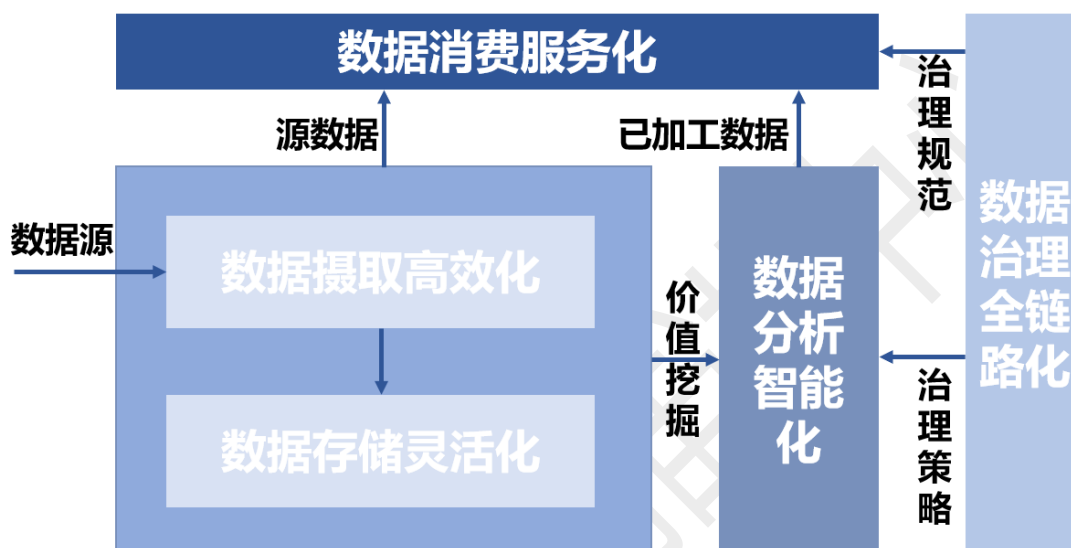 数据消费服务化
源数据
已加工数据
治理规范
数据源
数据摄取高效化
数据存储灵活化
价值挖掘
数据
分析
智能
化
治理策略
数据
治理
全链
路化